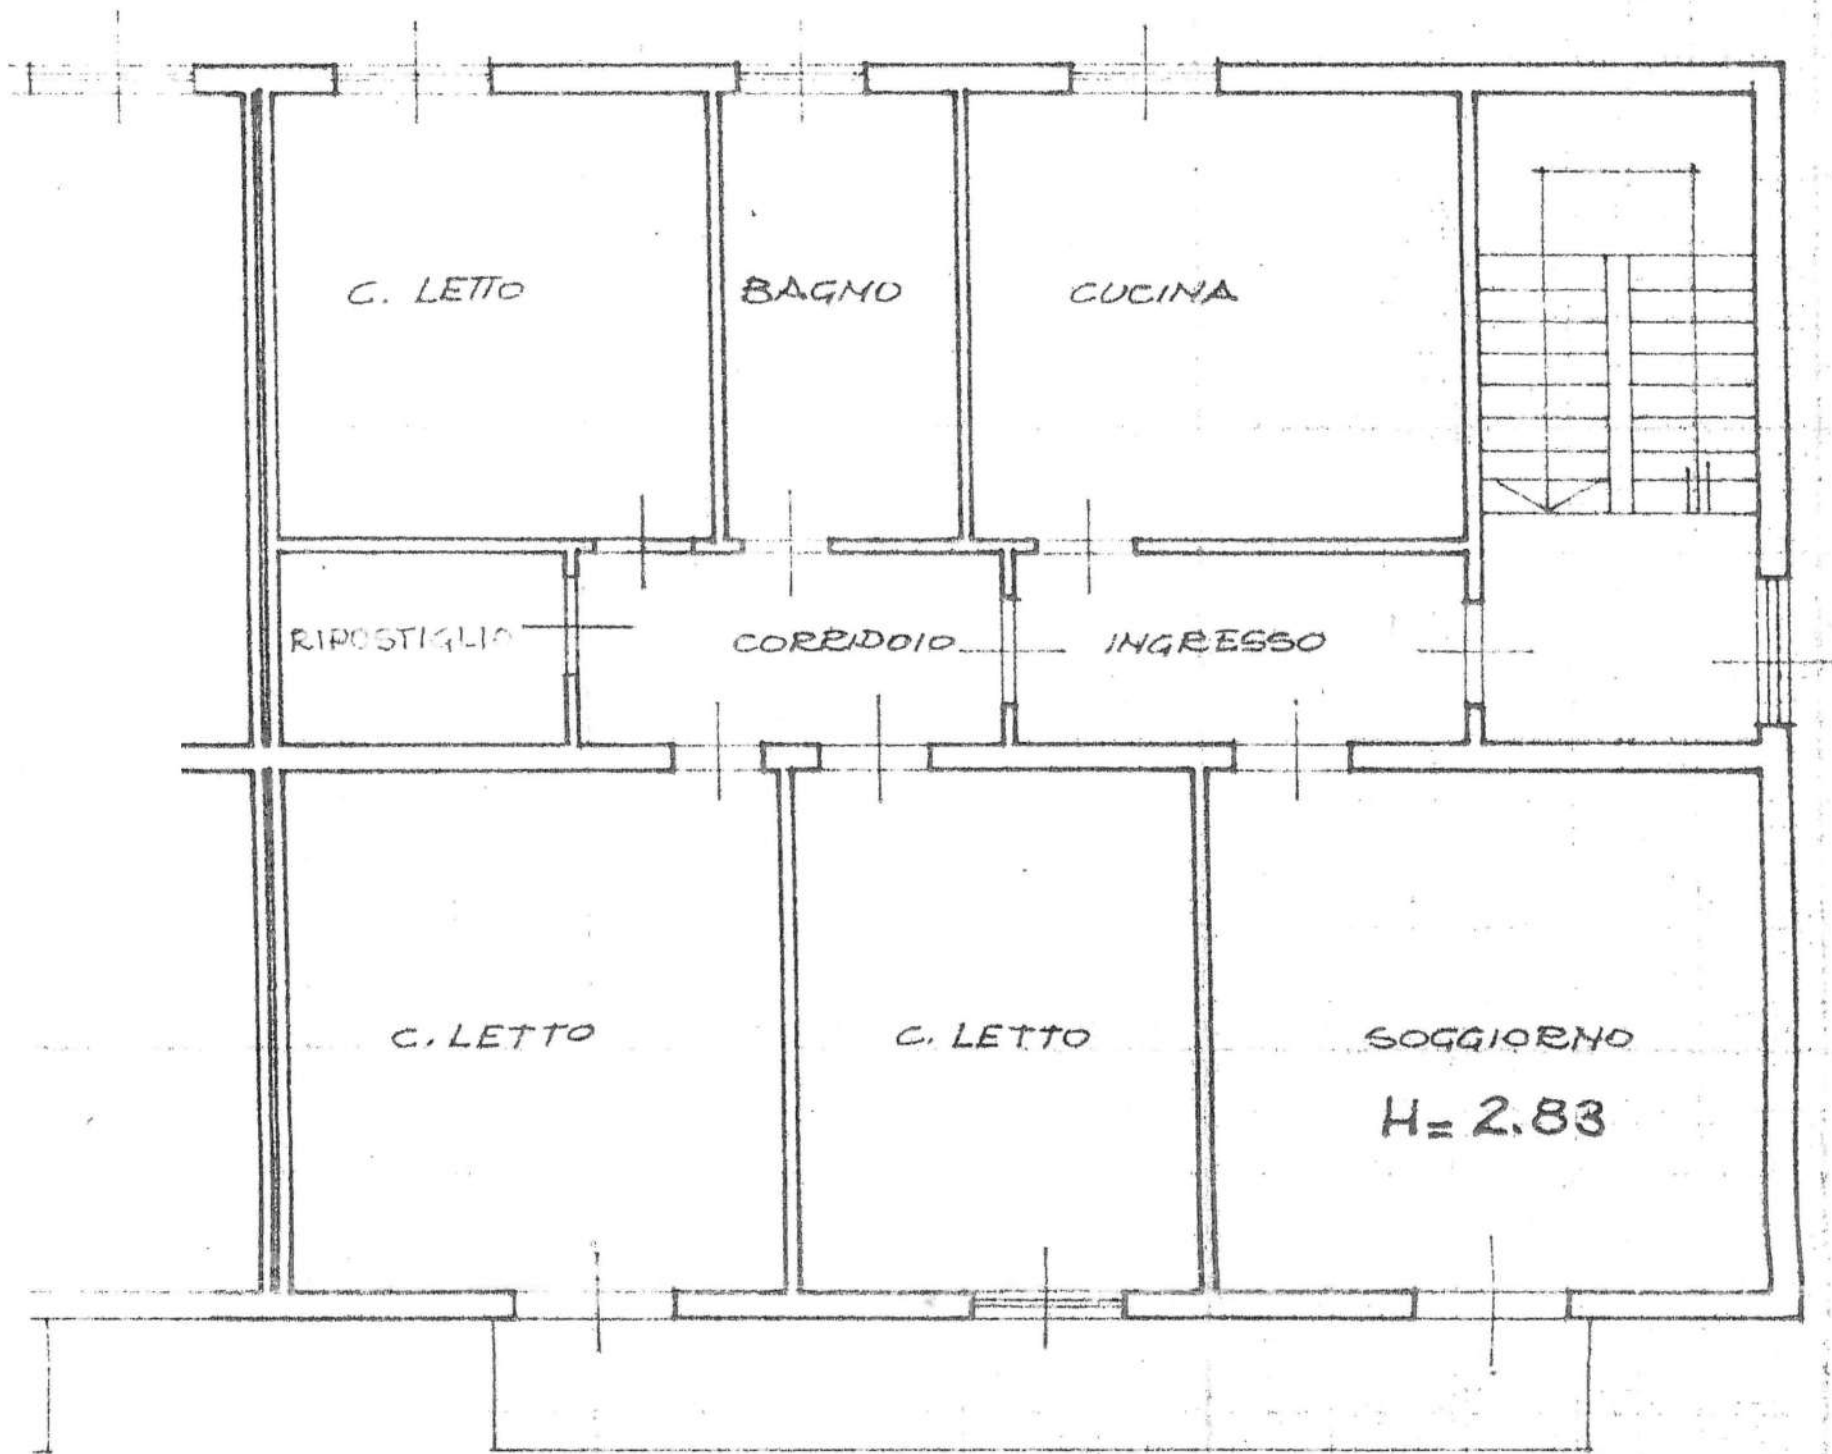 C. LETTO
BAGNO
CUCINA
RIPOSTIGLIO
CORRIDOIO
INGRESSO
C. LETTO
C. LETTO
SOGGIORNO
H= 2.83